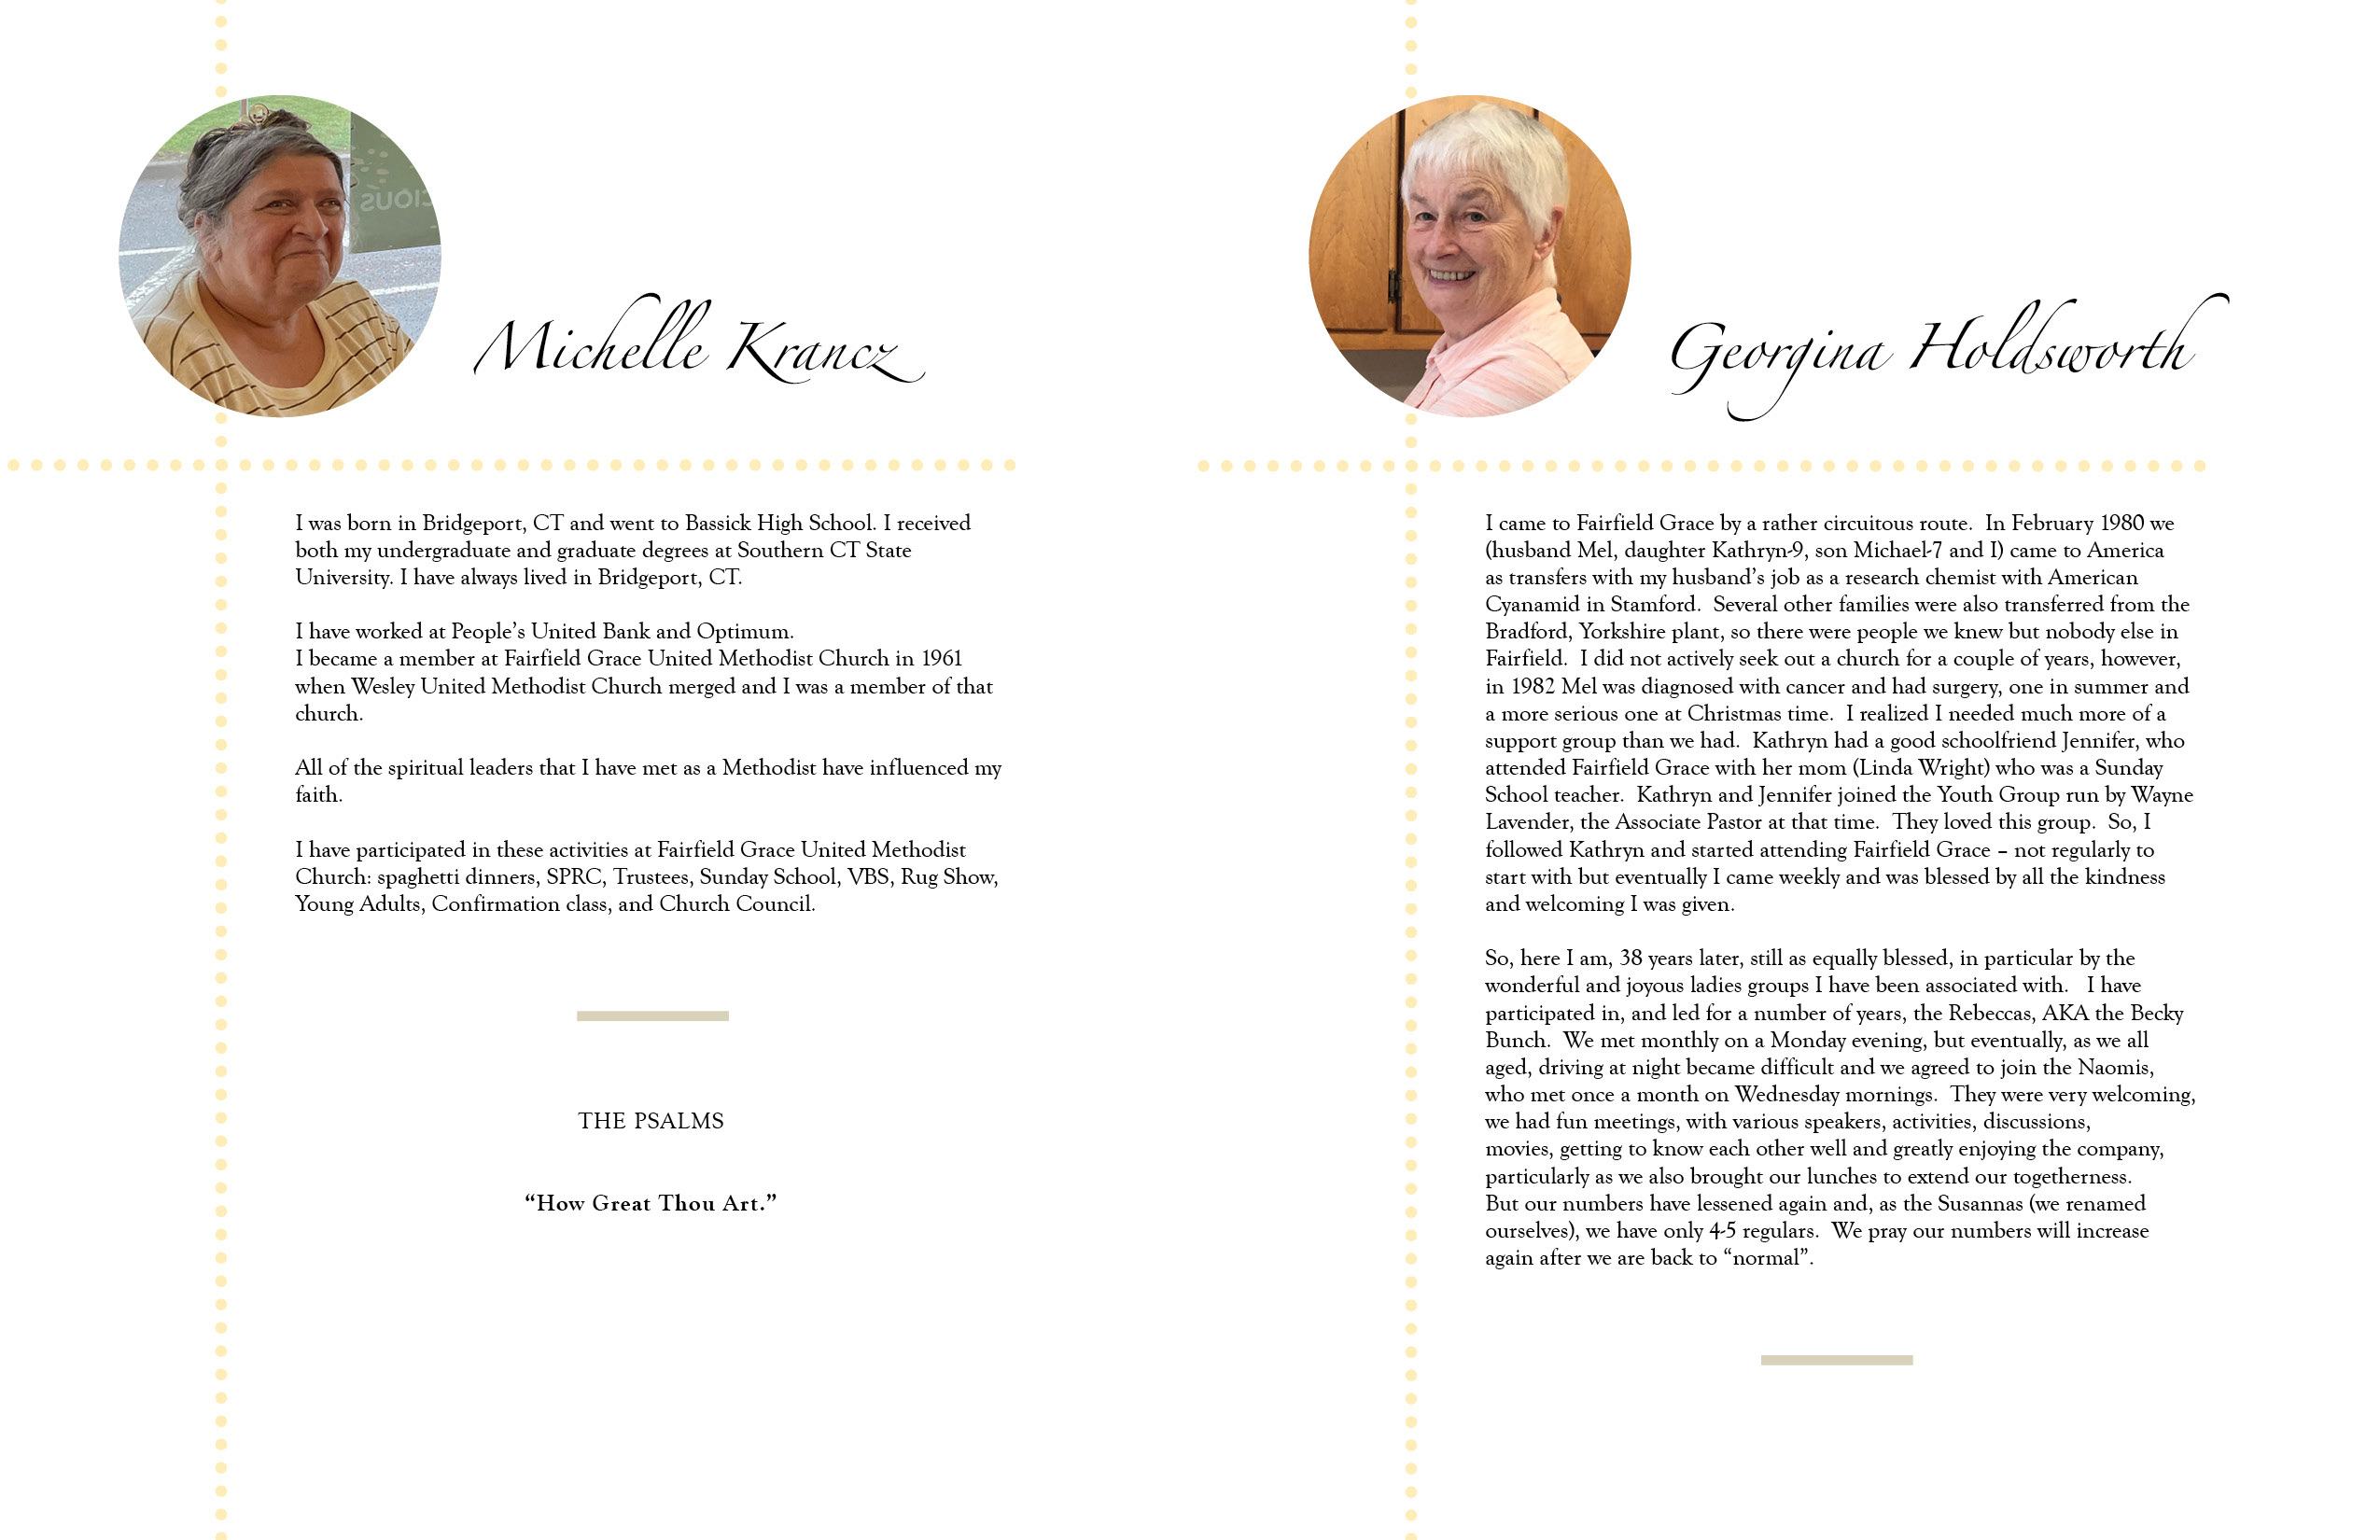 CIOUS
Michelle Krancz
I was born in Bridgeport, CT and went to Bassick High School. I received
both my undergraduate and graduate degrees at Southern CT State
University. I have always lived in Bridgeport, CT.
I have worked at People’s United Bank and Optimum.
I became a member at Fairfield Grace United Methodist Church in 1961
when Wesley United Methodist Church merged and I was a member of that
church.
All of the spiritual leaders that I have met as a Methodist have influenced my
faith.
I have participated in these activities at Fairfield Grace United Methodist
Church: spaghetti dinners, SPRC, Trustees, Sunday School, VBS, Rug Show,
Young Adults, Confirmation class, and Church Council.
THE PSALMS
“How Great Thou Art.”
Georgina Holdsworth
I came to Fairfield Grace by a rather circuitous route.  In February 1980 we
(husband Mel, daughter Kathryn-9, son Michael-7 and I) came to America
as transfers with my husband’s job as a research chemist with American
Cyanamid in Stamford.  Several other families were also transferred from the
Bradford, Yorkshire plant, so there were people we knew but nobody else in
Fairfield.  I did not actively seek out a church for a couple of years, however,
in 1982 Mel was diagnosed with cancer and had surgery, one in summer and
a more serious one at Christmas time.  I realized I needed much more of a
support group than we had.  Kathryn had a good schoolfriend Jennifer, who
attended Fairfield Grace with her mom (Linda Wright) who was a Sunday
School teacher.  Kathryn and Jennifer joined the Youth Group run by Wayne
Lavender, the Associate Pastor at that time.  They loved this group.  So, I
followed Kathryn and started attending Fairfield Grace – not regularly to
start with but eventually I came weekly and was blessed by all the kindness
and welcoming I was given.
So, here I am, 38 years later, still as equally blessed, in particular by the
wonderful and joyous ladies groups I have been associated with.   I have
participated in, and led for a number of years, the Rebeccas, AKA the Becky
Bunch.  We met monthly on a Monday evening, but eventually, as we all
aged, driving at night became difficult and we agreed to join the Naomis,
who met once a month on Wednesday mornings.  They were very welcoming,
we had fun meetings, with various speakers, activities, discussions,
movies, getting to know each other well and greatly enjoying the company,
particularly as we also brought our lunches to extend our togetherness.
But our numbers have lessened again and, as the Susannas (we renamed
ourselves), we have only 4-5 regulars.  We pray our numbers will increase
again after we are back to “normal”.